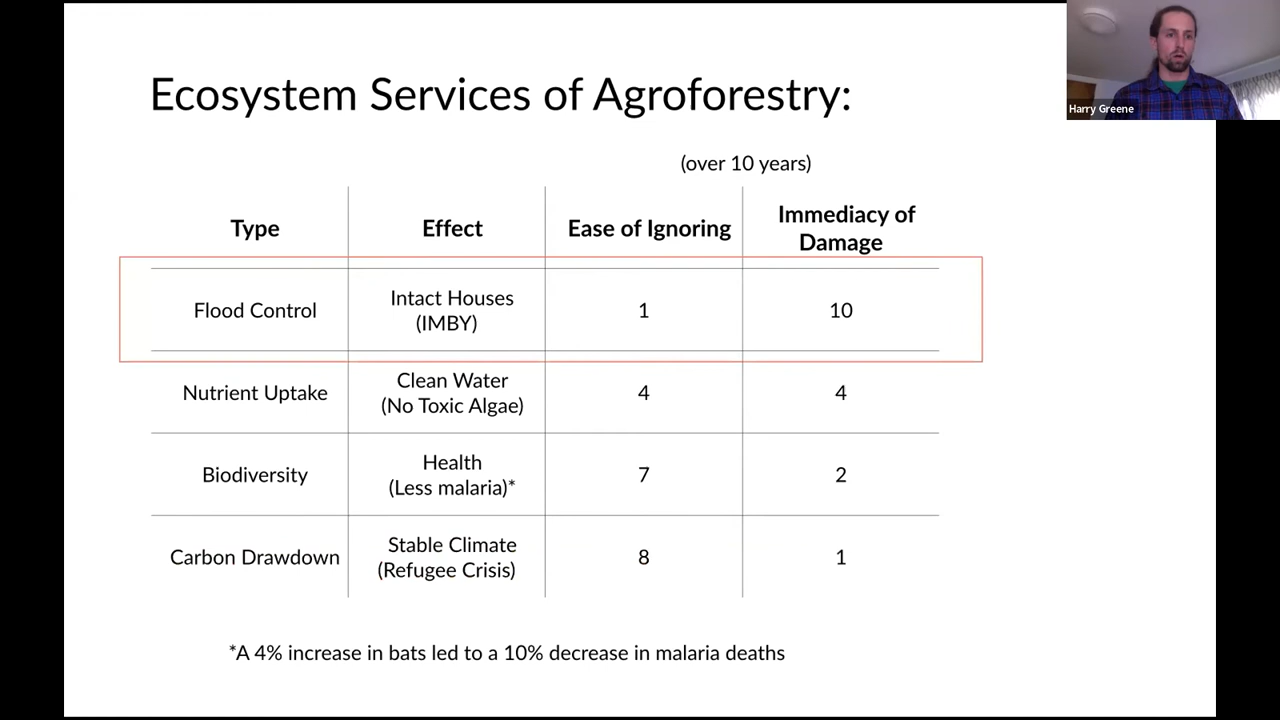 Ecosystem Services of Agroforestry:
Harry Greene
(over 10 years)
Type
Effect
Ease of Ignoring
Immediacy of
Damage
Flood Control
Intact Houses
(IMBY)
1
10
Nutrient Uptake
Clean Water
(No Toxic Algae)
4
4
Biodiversity
Health
(Less malaria)*
7
2
Carbon Drawdown
Stable Climate
(Refugee Crisis)
8
1
*A 4% increase in bats led to a 10% decrease in malaria deaths